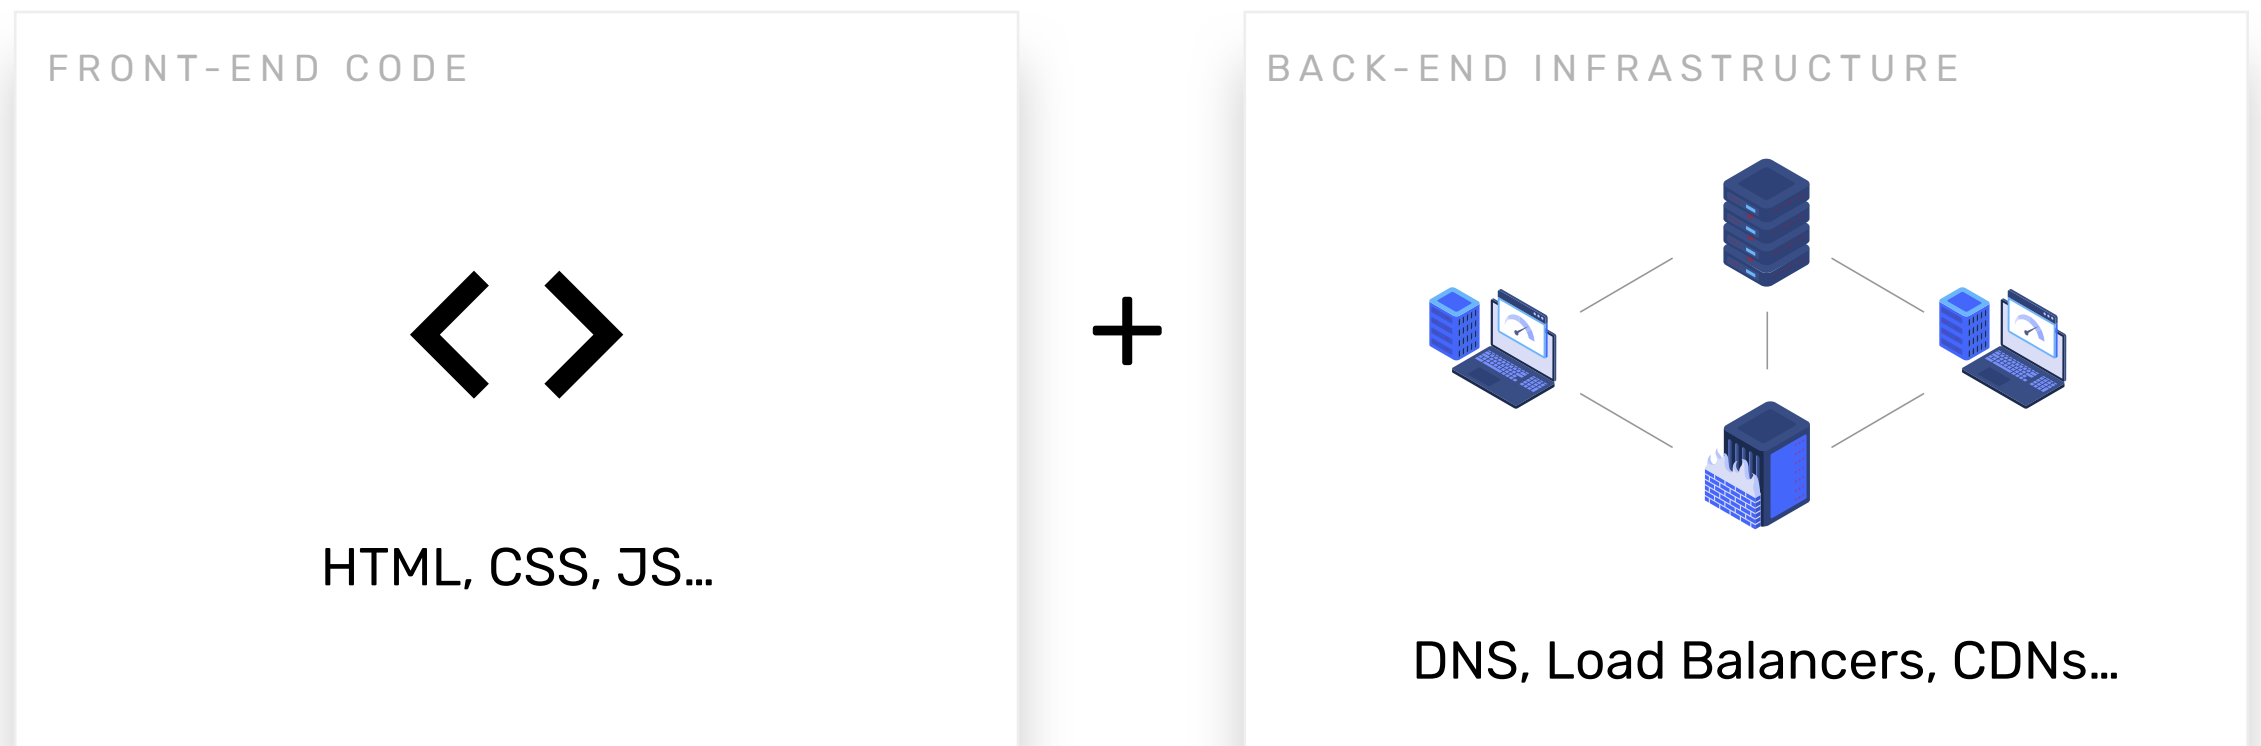 FRONT-END CODE
HTML, CSS, JS...
BACK-END INFRASTRUCTURE
DNS, Load Balancers, CDNs...